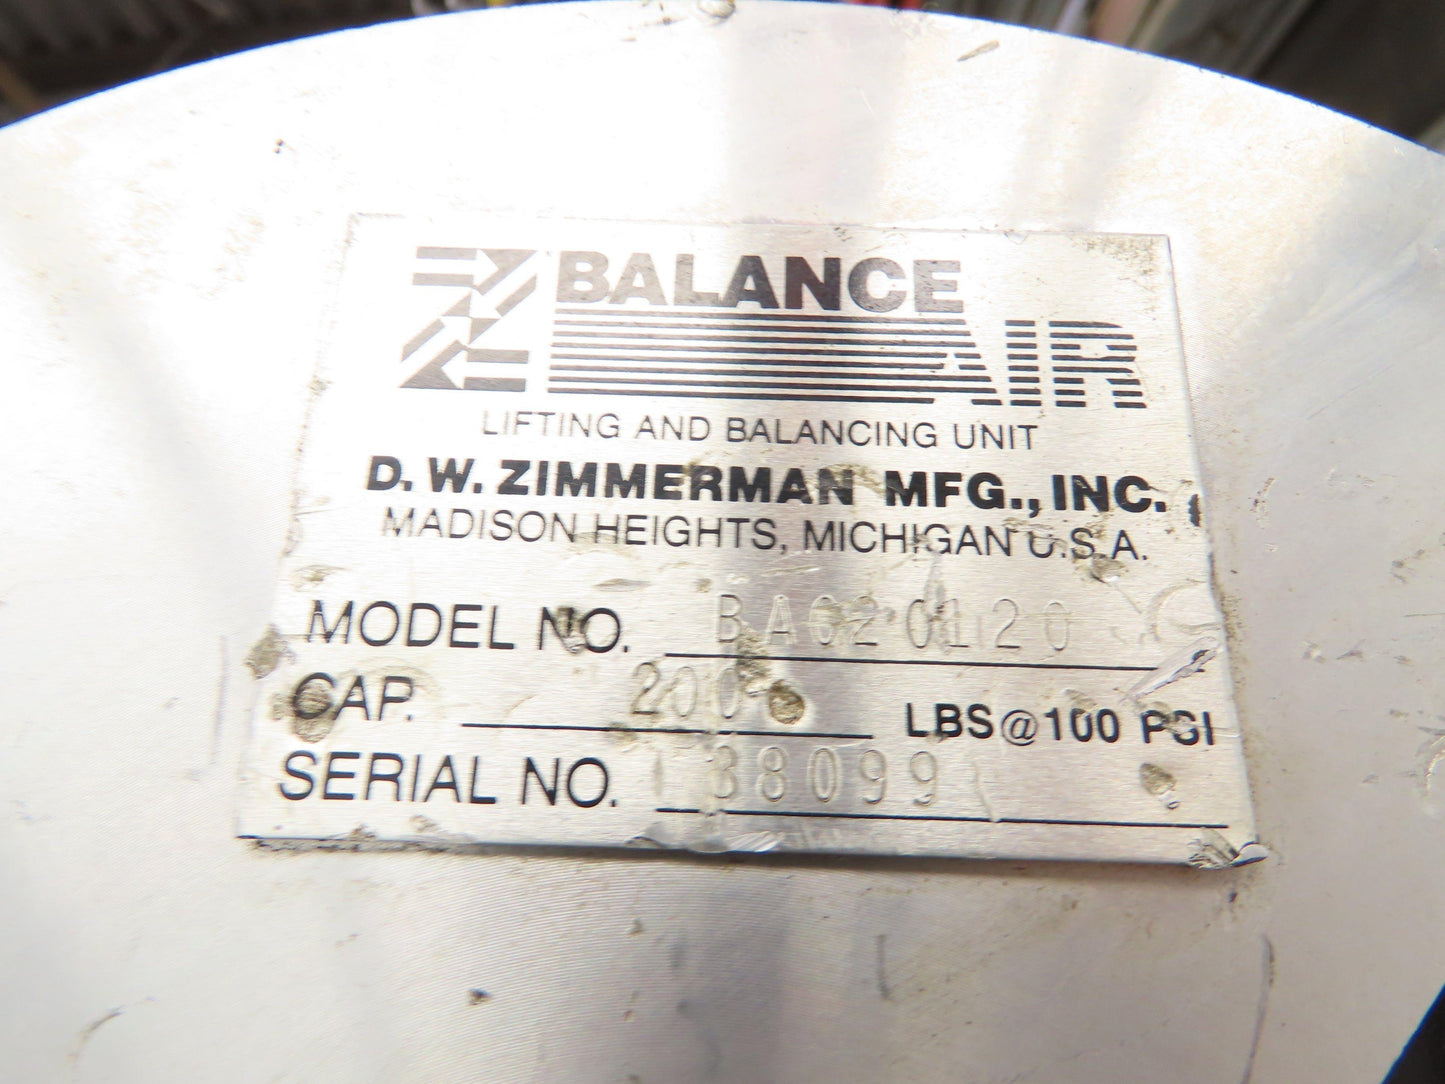 BALANCE
AIR
LIFTING AND BALANCING UNIT
D. W. ZIMMERMAN MFG., INC.
MADISON HEIGHTS, MICHIGAN U.S.A.
MODEL NO. BA020120
CAP. 200 LBS @ 100 PSI
SERIAL NO.